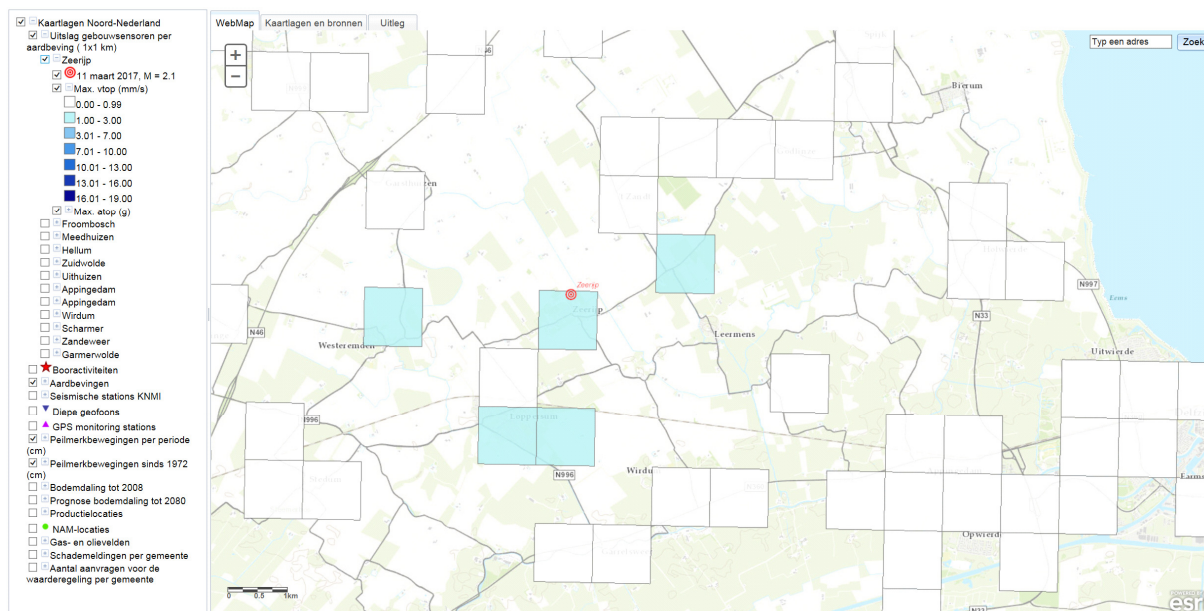 Kaartlagen Noord-Nederland
Uitslag gebouwsensoren per
aardbeving ( 1x1 km)
Zeerijp
11 maart 2017, M = 2.1
Max. vtop (mm/s)
0.00 - 0.99
1.00 - 3.00
3.01 - 7.00
7.01 - 10.00
10.01 - 13.00
13.01 - 16.00
16.01 - 19.00
Max. atop (g)
Froombosch
Meedhuizen
Hellum
Zuidwolde
Uithuizen
Appingedam
Appingedam
Wirdum
Scharmer
Zandeweer
Garmerwolde
Booractiviteiten
Aardbevingen
Seismische stations KNMI
Diepe geofoons
GPS monitoring stations
Peilmerkbewegingen per periode
(cm)
Peilmerkbewegingen sinds 1972
(cm)
Bodemdaling tot 2008
Prognose bodemdaling tot 2080
Productielocaties
NAM-locaties
Gas- en olievelden
Schademeldingen per gemeente
Aantal aanvragen voor de
waarderegeling per gemeente
WebMap Kaartlagen en bronnen Uitleg
+
−
Typ een adres Zoek
Bierum
Zeerijp
Zeerijp
N997
Eems
N46
N33
Westeremden
Leermens
Uitwierde
N996
Loppersum
N996
Wirdu
Opwierde
N33
0 0.5 1km
esri